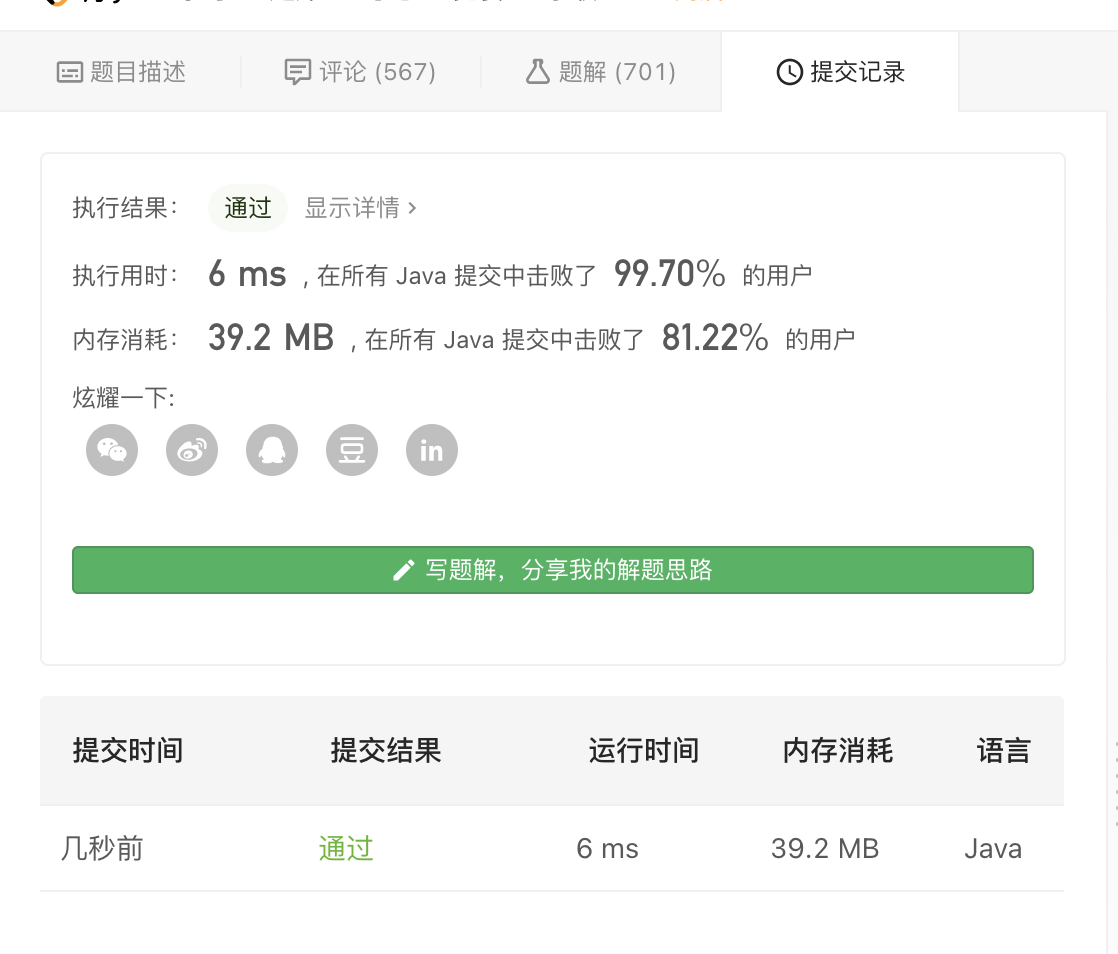 题目描述
评论 (567)
题解 (701)
提交记录
执行结果： 通过 显示详情 >
执行用时： 6 ms , 在所有 Java 提交中击败了 99.70% 的用户
内存消耗： 39.2 MB , 在所有 Java 提交中击败了 81.22% 的用户
炫耀一下:
豆 in
写题解，分享我的解题思路
提交时间 提交结果 运行时间 内存消耗 语言
几秒前 通过 6 ms 39.2 MB Java